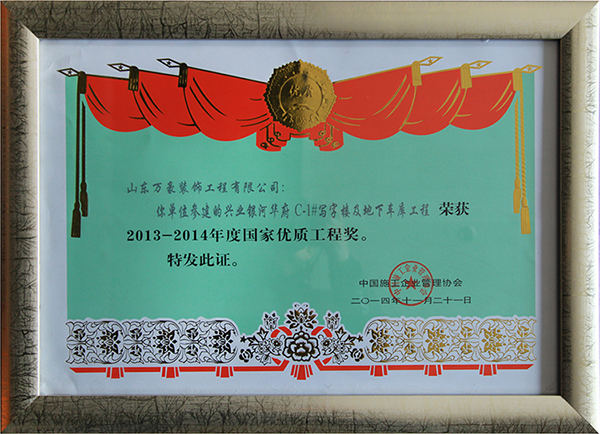 山东万豪装饰工程有限公司：
你单位参建的兴业银河华府C-1#写字楼及地下车库工程 荣获
2013-2014年度国家优质工程奖。
特发此证。
中国施工企业管理协会
二〇一四年十一月二十一日